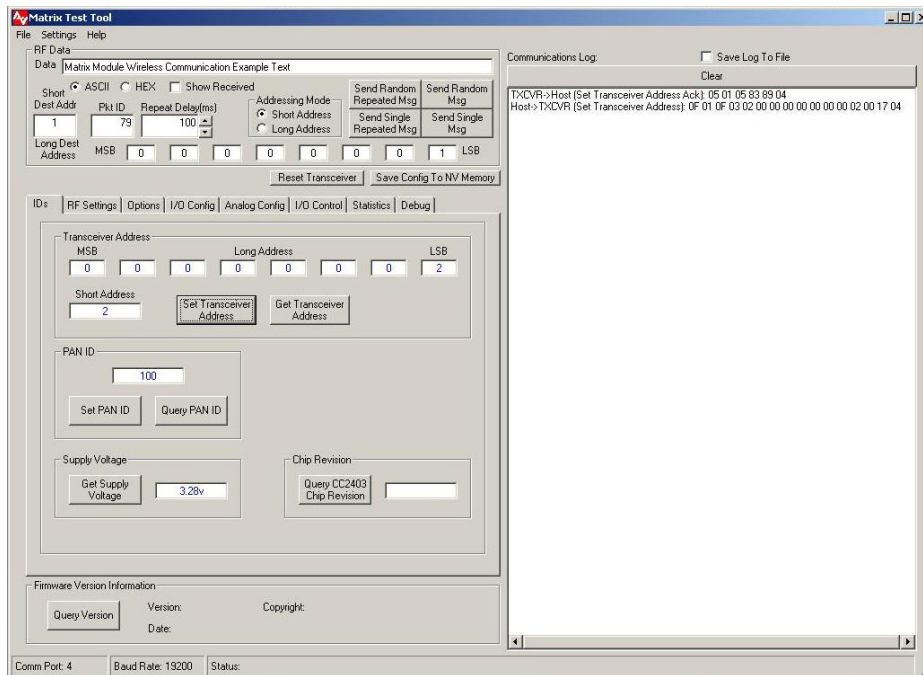 Matrix Test Tool
File Settings Help
RF Data
Data Matrix Module Wireless Communication Example Text
ASCII HEX Show Received
Short Dest Addr
1
Pkt ID
79
Repeat Delay(ms)
100
Addressing Mode
Short Address
Long Address
Send Random Repeated Msg
Send Random Msg
Send Single Repeated Msg
Send Single Msg
Long Dest Address
MSB 0 0 0 0 0 0 0 1 LSB
Reset Transceiver Save Config To NV Memory
IDs RF Settings Options I/O Config Analog Config I/O Control Statistics Debug
Transceiver Address
MSB Long Address LSB
0 0 0 0 0 0 0 2
Short Address
2
Set Transceiver Address
Get Transceiver Address
PAN ID
100
Set PAN ID Query PAN ID
Supply Voltage
Get Supply Voltage
3.28v
Chip Revision
Query CC2403 Chip Revision
Firmware Version Information
Query Version
Version: Copyright:
Date:
Communications Log: Save Log To File
Clear
TXCVR->Host (Set Transceiver Address Ack): 05 01 05 83 89 04
Host->TXCVR (Set Transceiver Address): 0F 01 0F 03 02 00 00 00 00 00 00 00 02 00 17 04
Comm Port: 4 Baud Rate: 19200 Status: